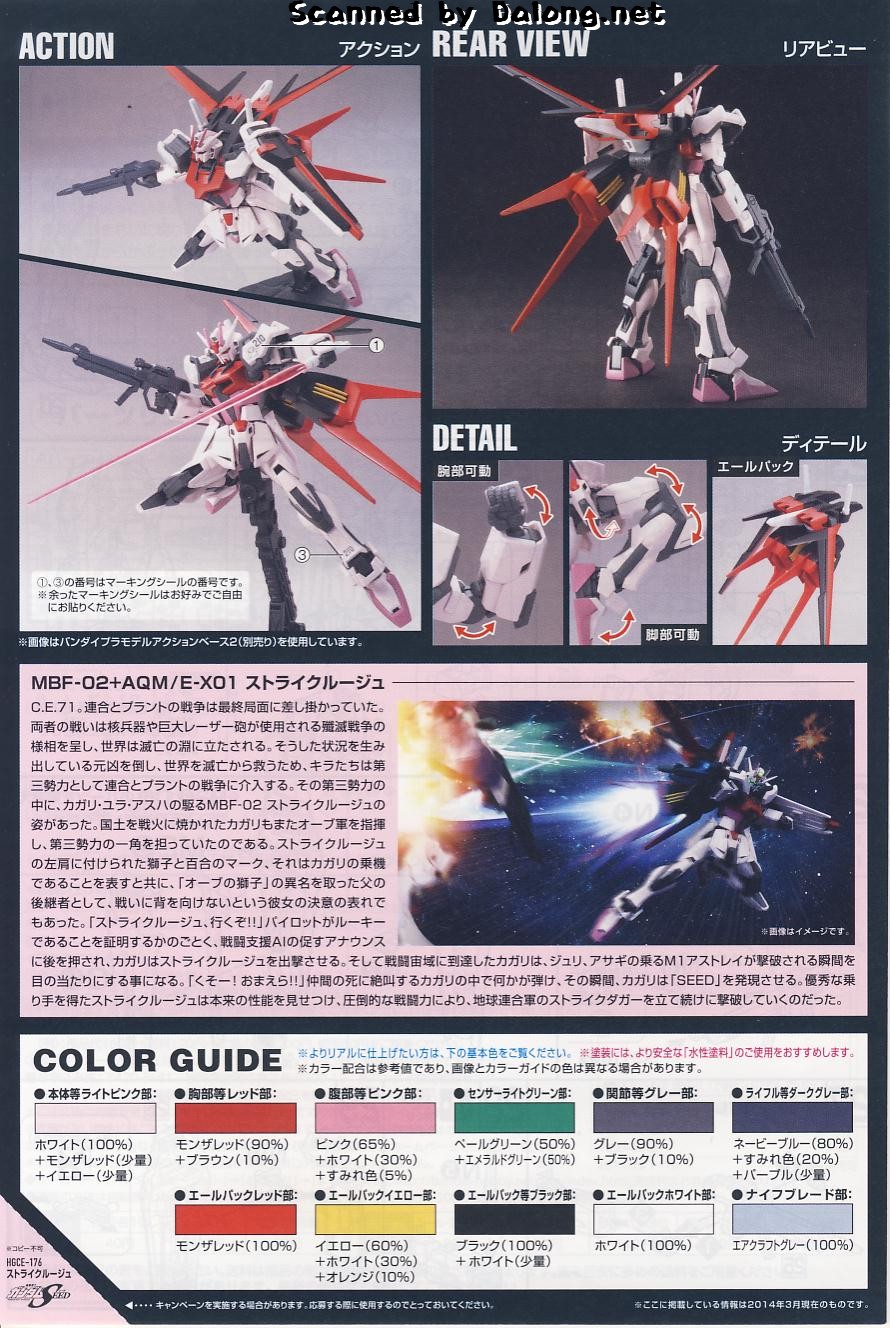 Scanned by Dalong.net
ACTION
アクション
REAR VIEW
リアビュー
①
③
①、③の番号はマーキングシールの番号です。
※余ったマーキングシールはお好みでご自由
にお貼りください。
※画像はバンダイプラモデルアクションベース2(別売り)を使用しています。
DETAIL
ディテール
腕部可動
脚部可動
エールパック
MBF-02+AQM/E-X01 ストライクルージュ
C.E.71。連合とプラントの戦争は最終局面に差し掛かっていた。
両者の戦いは核兵器や巨大レーザー砲が使用される殲滅戦争の
様相を呈し、世界は滅亡の淵に立たされる。そうした状況を生み
出している元凶を倒し、世界を滅亡から救うため、キラたちは第
三勢力として連合とプラントの戦争に介入する。その第三勢力の
中に、カガリ・ユラ・アスハの駆るMBF-02 ストライクルージュの
姿があった。国土を戦火に焼かれたカガリもまたオーブ軍を指揮
し、第三勢力の一角を担っていたのである。ストライクルージュ
の左肩に付けられた獅子と百合のマーク、それはカガリの乗機
であることを表すと共に、「オーブの獅子」の異名を取った父の
後継者として、戦いに背を向けないという彼女の決意の表れで
もあった。「ストライクルージュ、行くぞ!!」パイロットがルーキー
であることを証明するかのごとく、戦闘支援AIの促すアナウンス
に後を押され、カガリはストライクルージュを出撃させる。そして戦闘宙域に到達したカガリは、ジュリ、アサギの乗るM1アストレイが撃破される瞬間を
目の当たりにする事になる。「くそー!おまえら!!」仲間の死に絶叫するカガリの中で何かが弾け、その瞬間、カガリは「SEED」を発現させる。優秀な乗
り手を得たストライクルージュは本来の性能を見せつけ、圧倒的な戦闘力により、地球連合軍のストライクダガーを立て続けに撃破していくのだった。
※画像はイメージです。
COLOR GUIDE
※よりリアルに仕上げたい方は、下の基本色をご覧ください。 ※塗装には、より安全な「水性塗料」のご使用をおすすめします。
※カラー配合は参考値であり、画像とカラーガイドの色は異なる場合があります。
●本体等ライトピンク部:
ホワイト(100%)
+モンザレッド(少量)
+イエロー(少量)
●胸部等レッド部:
モンザレッド(90%)
+ブラウン(10%)
●腹部等ピンク部:
ピンク(65%)
+ホワイト(30%)
+すみれ色(5%)
●センサーライトグリーン部:
ペールグリーン(50%)
+エメラルドグリーン(50%)
●関節等グレー部:
グレー(90%)
+ブラック(10%)
●ライフル等ダークグレー部:
ネービーブルー(80%)
+すみれ色(20%)
+パープル(少量)
●エールパックレッド部:
モンザレッド(100%)
●エールパックイエロー部:
イエロー(60%)
+ホワイト(30%)
+オレンジ(10%)
●エールパック等ブラック部:
ブラック(100%)
+ホワイト(少量)
●エールパックホワイト部:
ホワイト(100%)
●ナイフブレード部:
エアクラフトグレー(100%)
※コピー不可
HGCE-176
ストライクルージュ
ガンダムSEED
◀････キャンペーンを実施する場合があります。応募する際に使用するのでとっておいてください。
※ここに掲載している情報は2014年3月現在のものです。